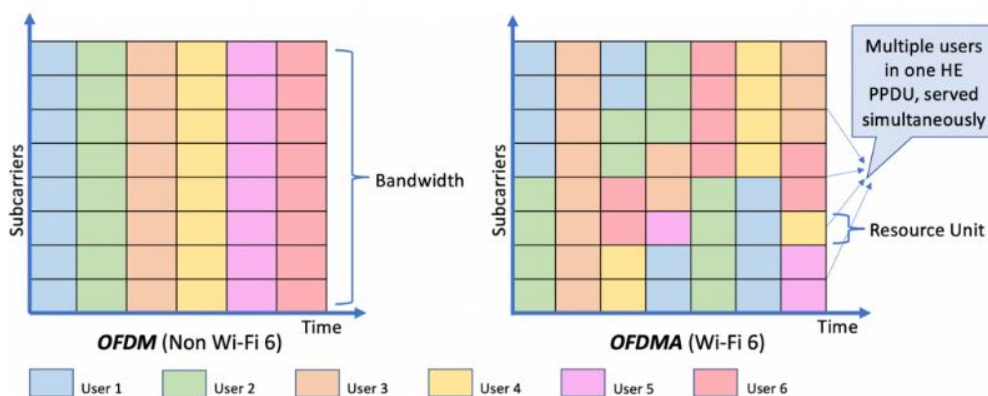 Subcarriers
Bandwidth
Time
OFDM (Non Wi-Fi 6)
Subcarriers
Multiple users
in one HE
PPDU, served
simultaneously
Resource Unit
Time
OFDMA (Wi-Fi 6)
User 1
User 2
User 3
User 4
User 5
User 6